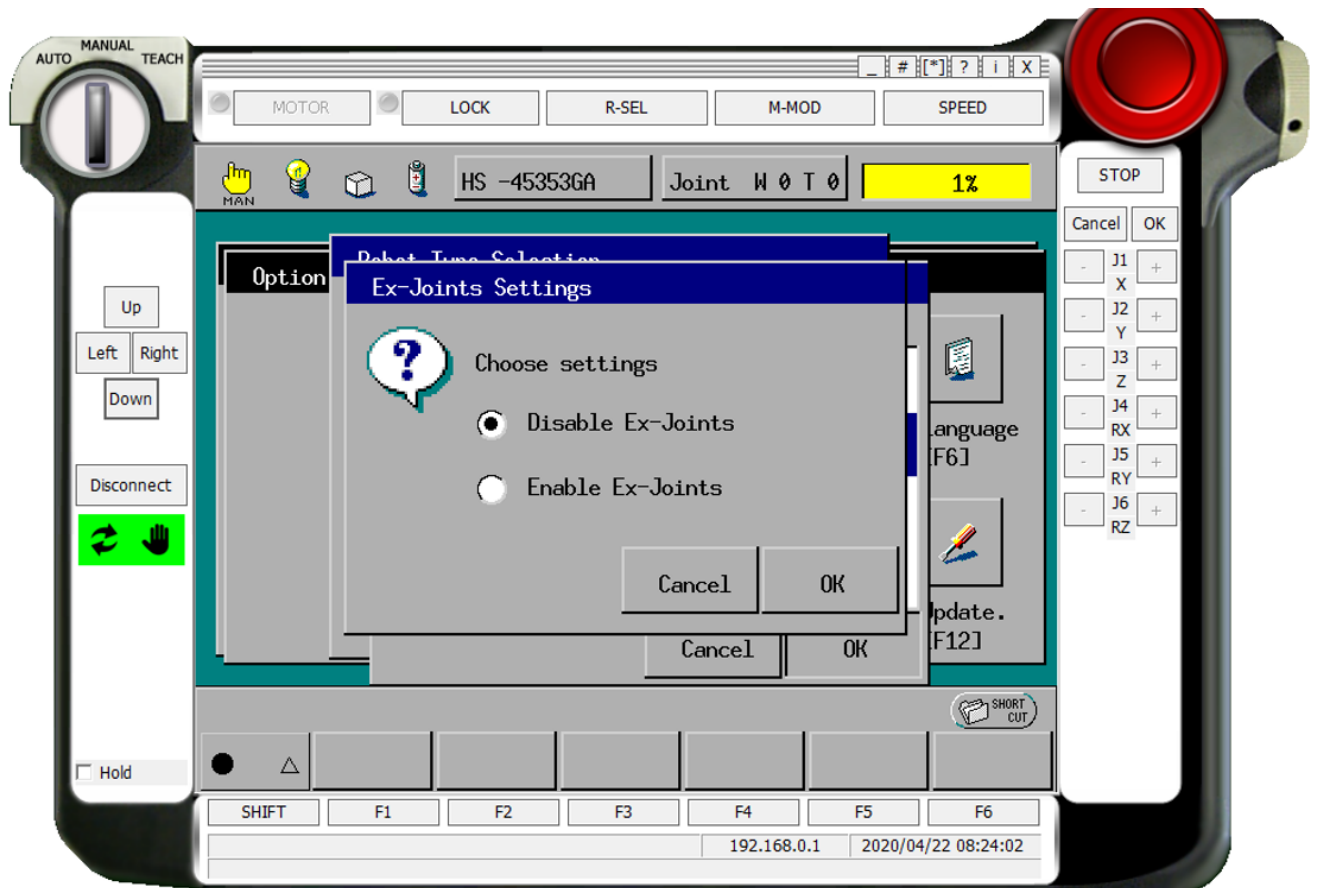 MANUAL
AUTO TEACH
_ # [*] ? i X
MOTOR LOCK R-SEL M-MOD SPEED
MAN HS -45353GA Joint W 0 T 0 1%
STOP
Cancel OK
Robot Type Selection
Option
Ex-Joints Settings
- J1 +
X
Up
- J2 +
Y
Left Right
Choose settings
- J3 +
Z
Down
Disable Ex-Joints
- J4 +
RX
Language
[F6]
- J5 +
RY
Disconnect
Enable Ex-Joints
- J6 +
RZ
Cancel OK
Update.
[F12]
Cancel OK
SHORT
CUT
Hold
SHIFT F1 F2 F3 F4 F5 F6
192.168.0.1 2020/04/22 08:24:02